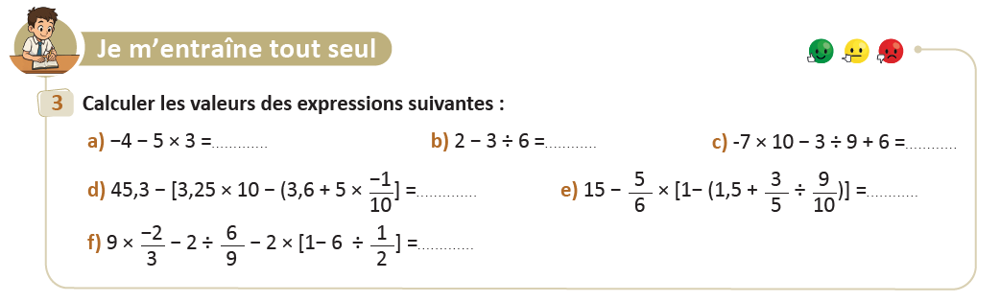 Je m’entraîne tout seul
3 Calculer les valeurs des expressions suivantes :
a) −4 − 5 × 3 =............. b) 2 − 3 ÷ 6 =............ c) -7 × 10 − 3 ÷ 9 + 6 =............
d) 45,3 − [3,25 × 10 − (3,6 + 5 × −1/10] =.............. e) 15 − 5/6 × [1− (1,5 + 3/5 ÷ 9/10)] =............
f) 9 × −2/3 − 2 ÷ 6/9 − 2 × [1− 6 ÷ 1/2] =.............